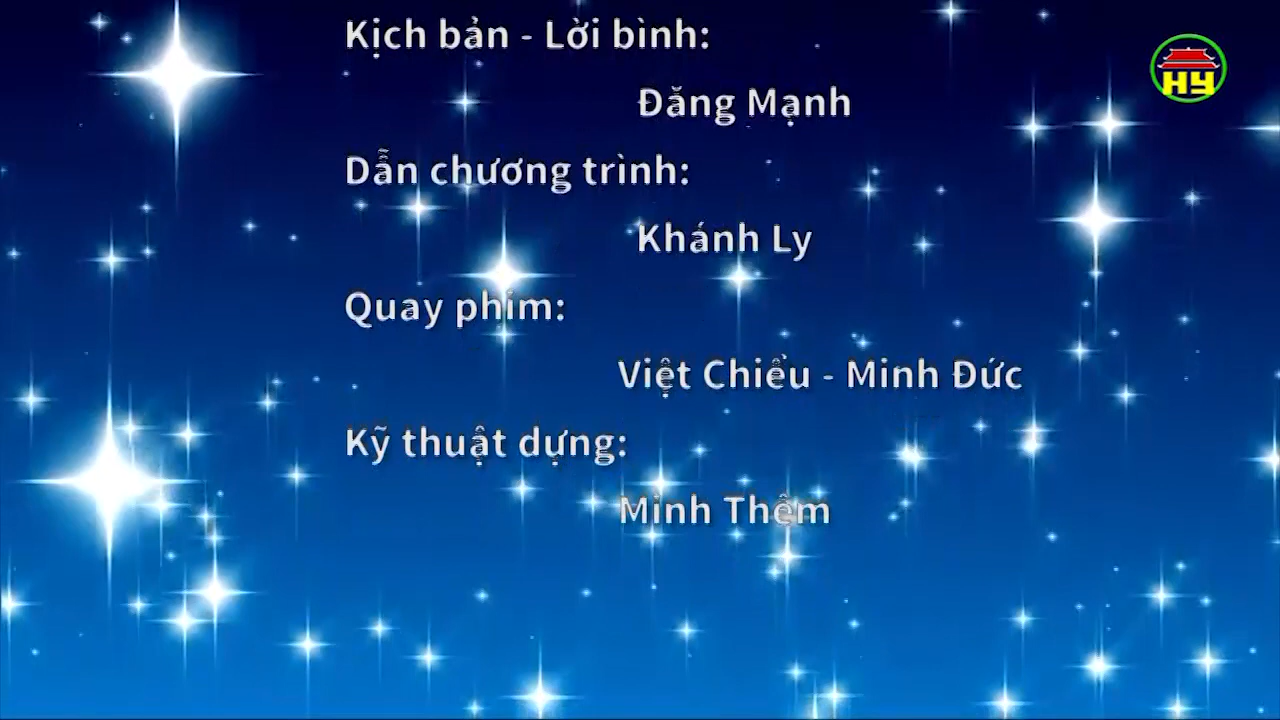 Kịch bản - Lời bình:
HY
Đăng Mạnh
Dẫn chương trình:
Khánh Ly
Quay phim:
Việt Chiểu - Minh Đức
Kỹ thuật dựng:
Minh Thêm